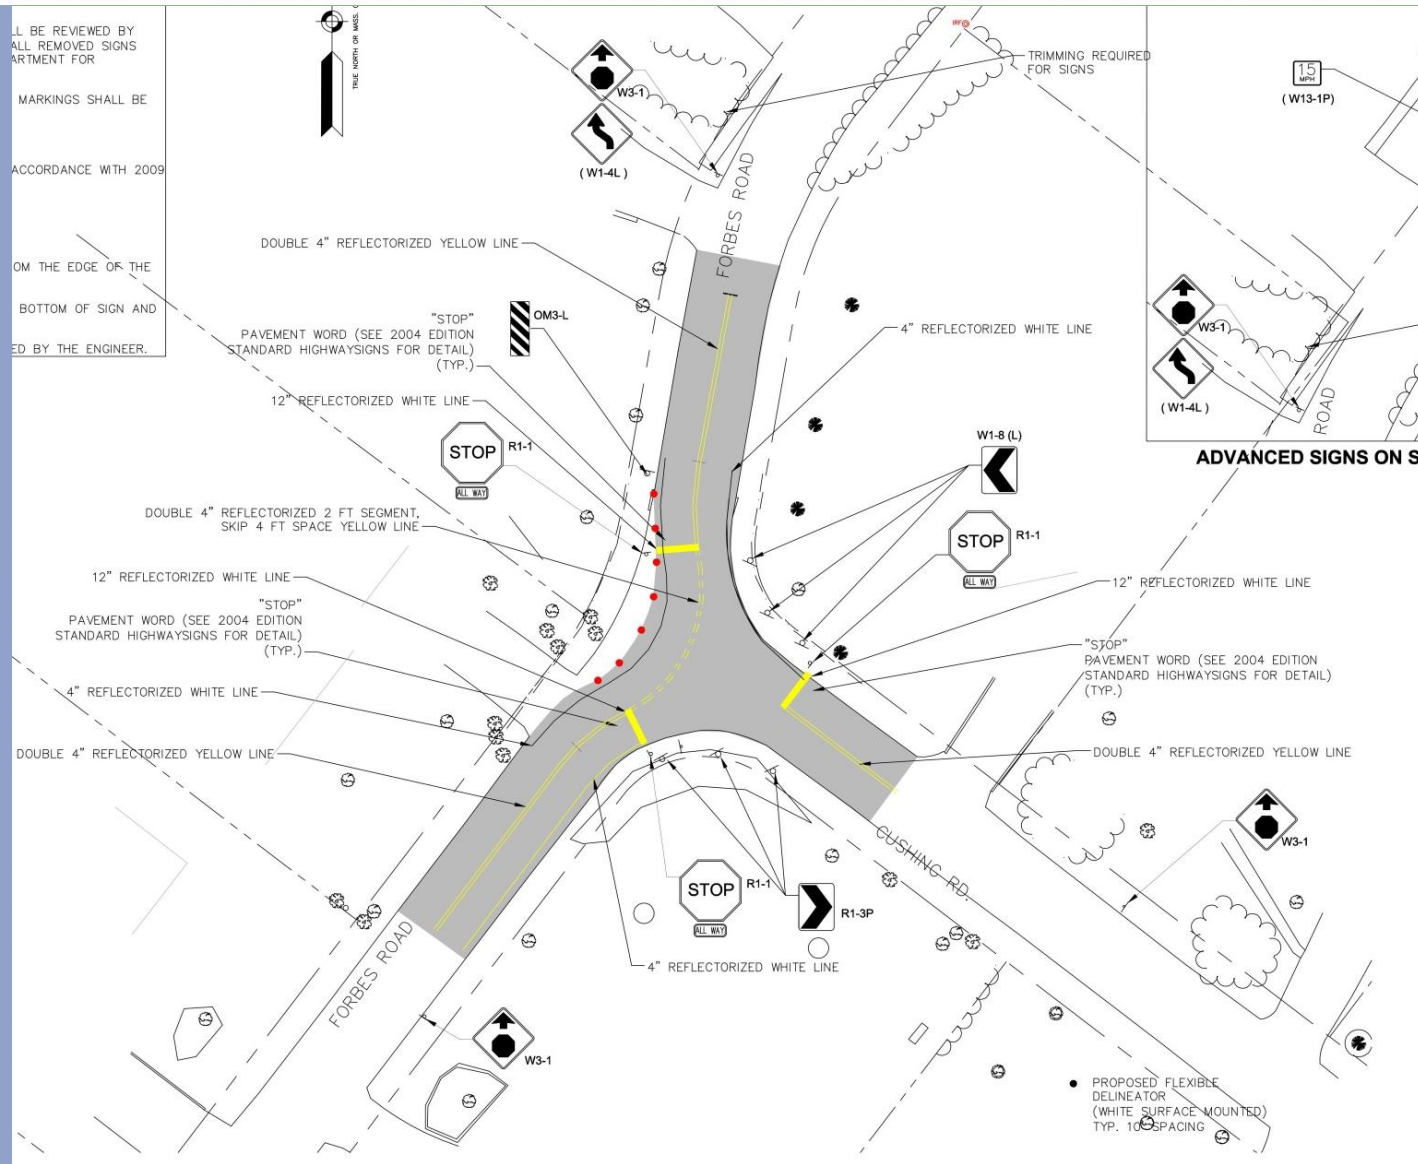 LL BE REVIEWED BY
ALL REMOVED SIGNS
ARTMENT FOR
MARKINGS SHALL BE
ACCORDANCE WITH 2009
OM THE EDGE OF THE
BOTTOM OF SIGN AND
ED BY THE ENGINEER.
TRUE NORTH OR MASS.
W3-1
( W1-4L )
TRIMMING REQUIRED
FOR SIGNS
15
MPH
( W13-1P)
FORBES ROAD
W3-1
( W1-4L )
ROAD
ADVANCED SIGNS ON S
DOUBLE 4" REFLECTORIZED YELLOW LINE
OM3-L
"STOP"
PAVEMENT WORD (SEE 2004 EDITION
STANDARD HIGHWAYSIGNS FOR DETAIL)
(TYP.)
4" REFLECTORIZED WHITE LINE
12" REFLECTORIZED WHITE LINE
STOP
R1-1
ALL WAY
W1-8 (L)
DOUBLE 4" REFLECTORIZED 2 FT SEGMENT,
SKIP 4 FT SPACE YELLOW LINE
STOP
R1-1
ALL WAY
12" REFLECTORIZED WHITE LINE
12" REFLECTORIZED WHITE LINE
"STOP"
PAVEMENT WORD (SEE 2004 EDITION
STANDARD HIGHWAYSIGNS FOR DETAIL)
(TYP.)
"STOP"
PAVEMENT WORD (SEE 2004 EDITION
STANDARD HIGHWAYSIGNS FOR DETAIL)
(TYP.)
4" REFLECTORIZED WHITE LINE
DOUBLE 4" REFLECTORIZED YELLOW LINE
DOUBLE 4" REFLECTORIZED YELLOW LINE
CUSHING RD.
W3-1
STOP
R1-1
ALL WAY
R1-3P
4" REFLECTORIZED WHITE LINE
FORBES ROAD
W3-1
PROPOSED FLEXIBLE
DELINEATOR
(WHITE SURFACE MOUNTED)
TYP. 10' SPACING